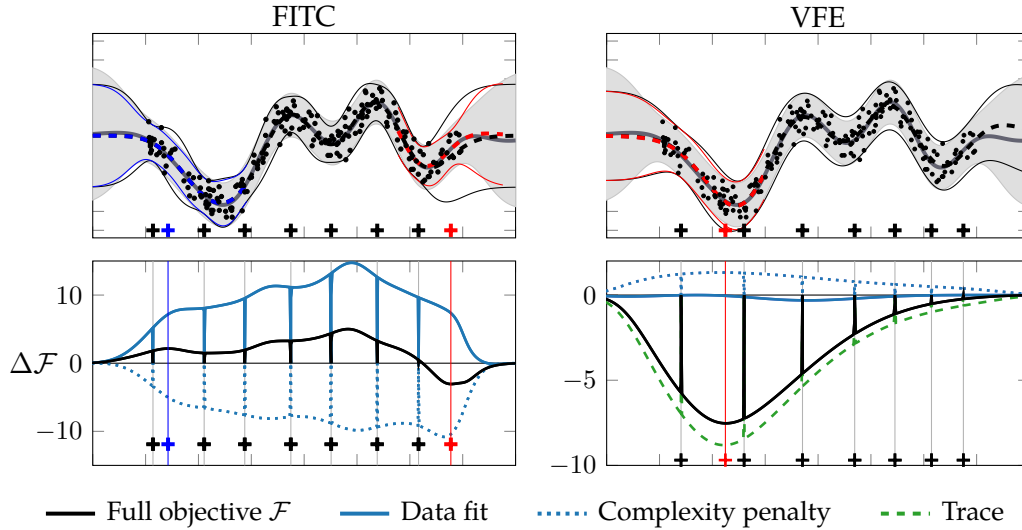 FITC VFE
10
0
−10
ΔF
0
−5
−10
Full objective F Data fit Complexity penalty Trace